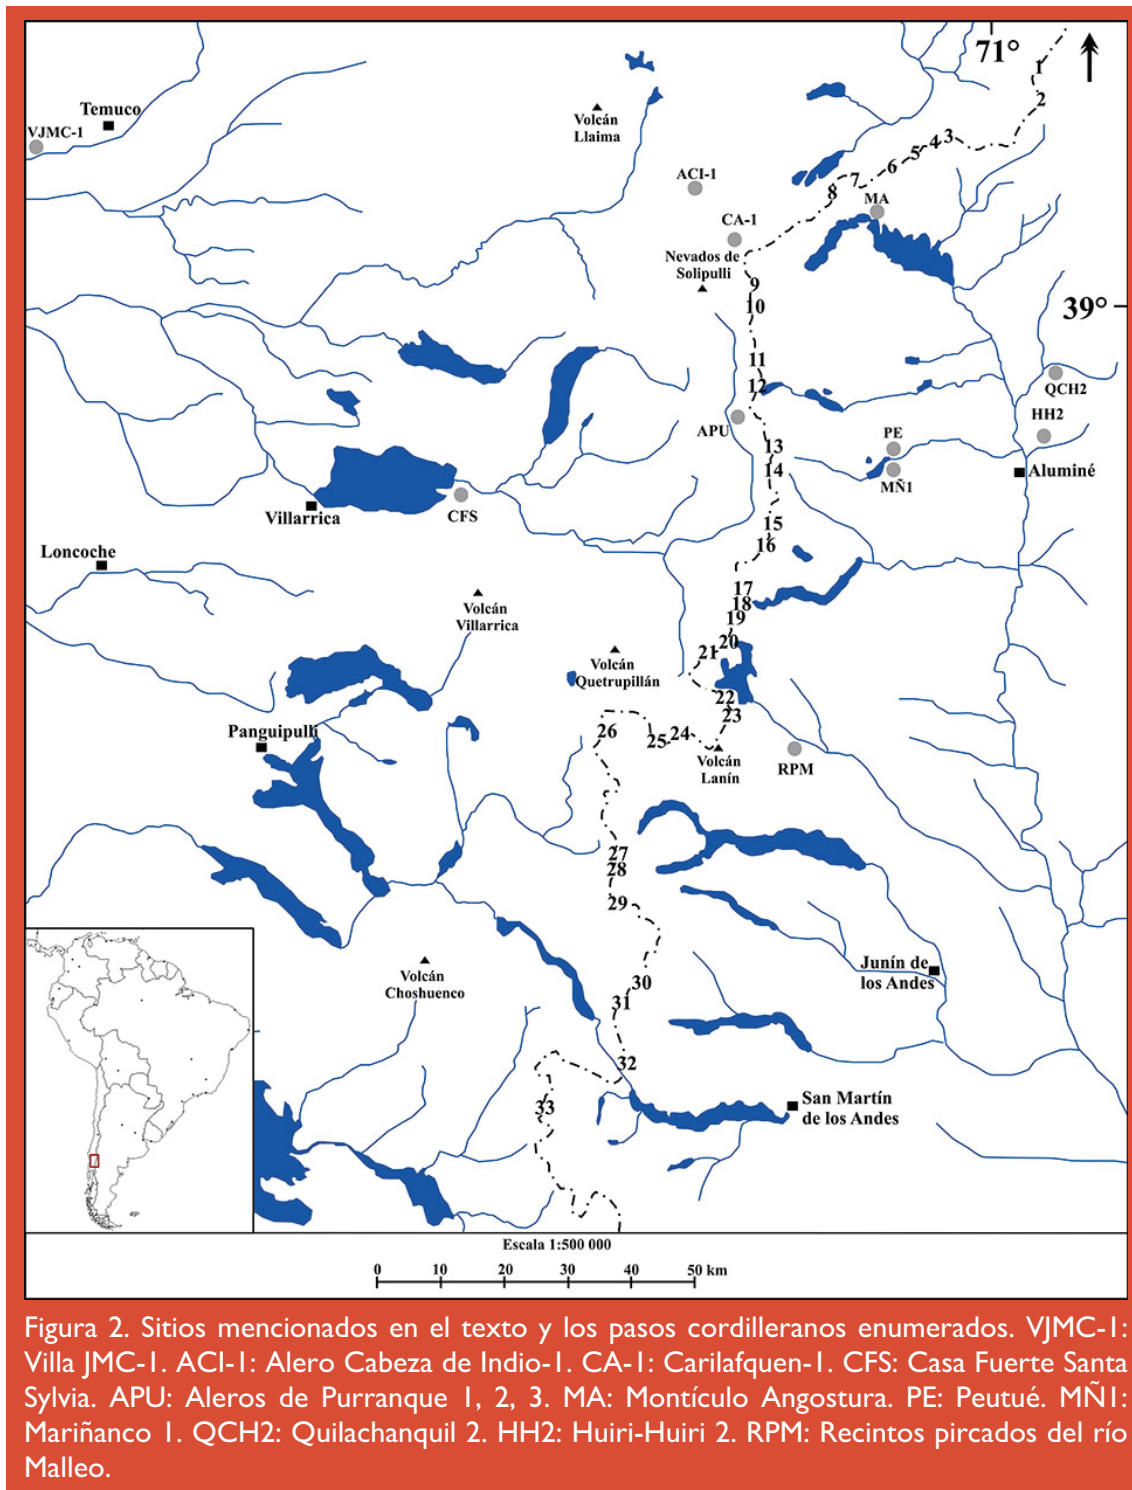 71°
1
Temuco
2
VJMC-1
Volcán
Llaima
3
4
5
6
ACI-1
7
8
MA
CA-1
Nevados de
Solipulli
9
10
39°
11
12
QCH2
HH2
APU
PE
13
14
Aluminé
MÑ1
Villarrica
CFS
15
16
Loncoche
17
18
Volcán
Villarrica
19
20
21
Volcán
Quetrupillán
22
23
Panguipulli
26
25
24
Volcán
Lanín
RPM
27
28
29
Junín de
los Andes
Volcán
Choshuenco
30
31
32
33
San Martín
de los Andes
Escala 1:500 000
0 10 20 30 40 50 km
Figura 2. Sitios mencionados en el texto y los pasos cordilleranos enumerados. VJMC-1:
Villa JMC-1. ACI-1: Alero Cabeza de Indio-1. CA-1: Carilafquen-1. CFS: Casa Fuerte Santa
Sylvia. APU: Aleros de Purranque 1, 2, 3. MA: Montículo Angostura. PE: Peutué. MÑ1:
Mariñanco 1. QCH2: Quilachanquil 2. HH2: Huiri-Huiri 2. RPM: Recintos pircados del río
Malleo.